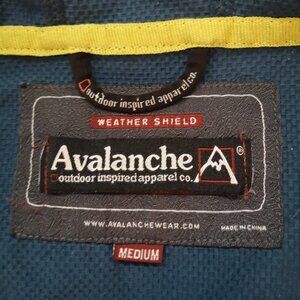 outdoor inspired apparel co.
WEATHER SHIELD
Avalanche ®
outdoor inspired apparel co.
WWW.AVALANCHEWEAR.COM
MADE IN CHINA
MEDIUM